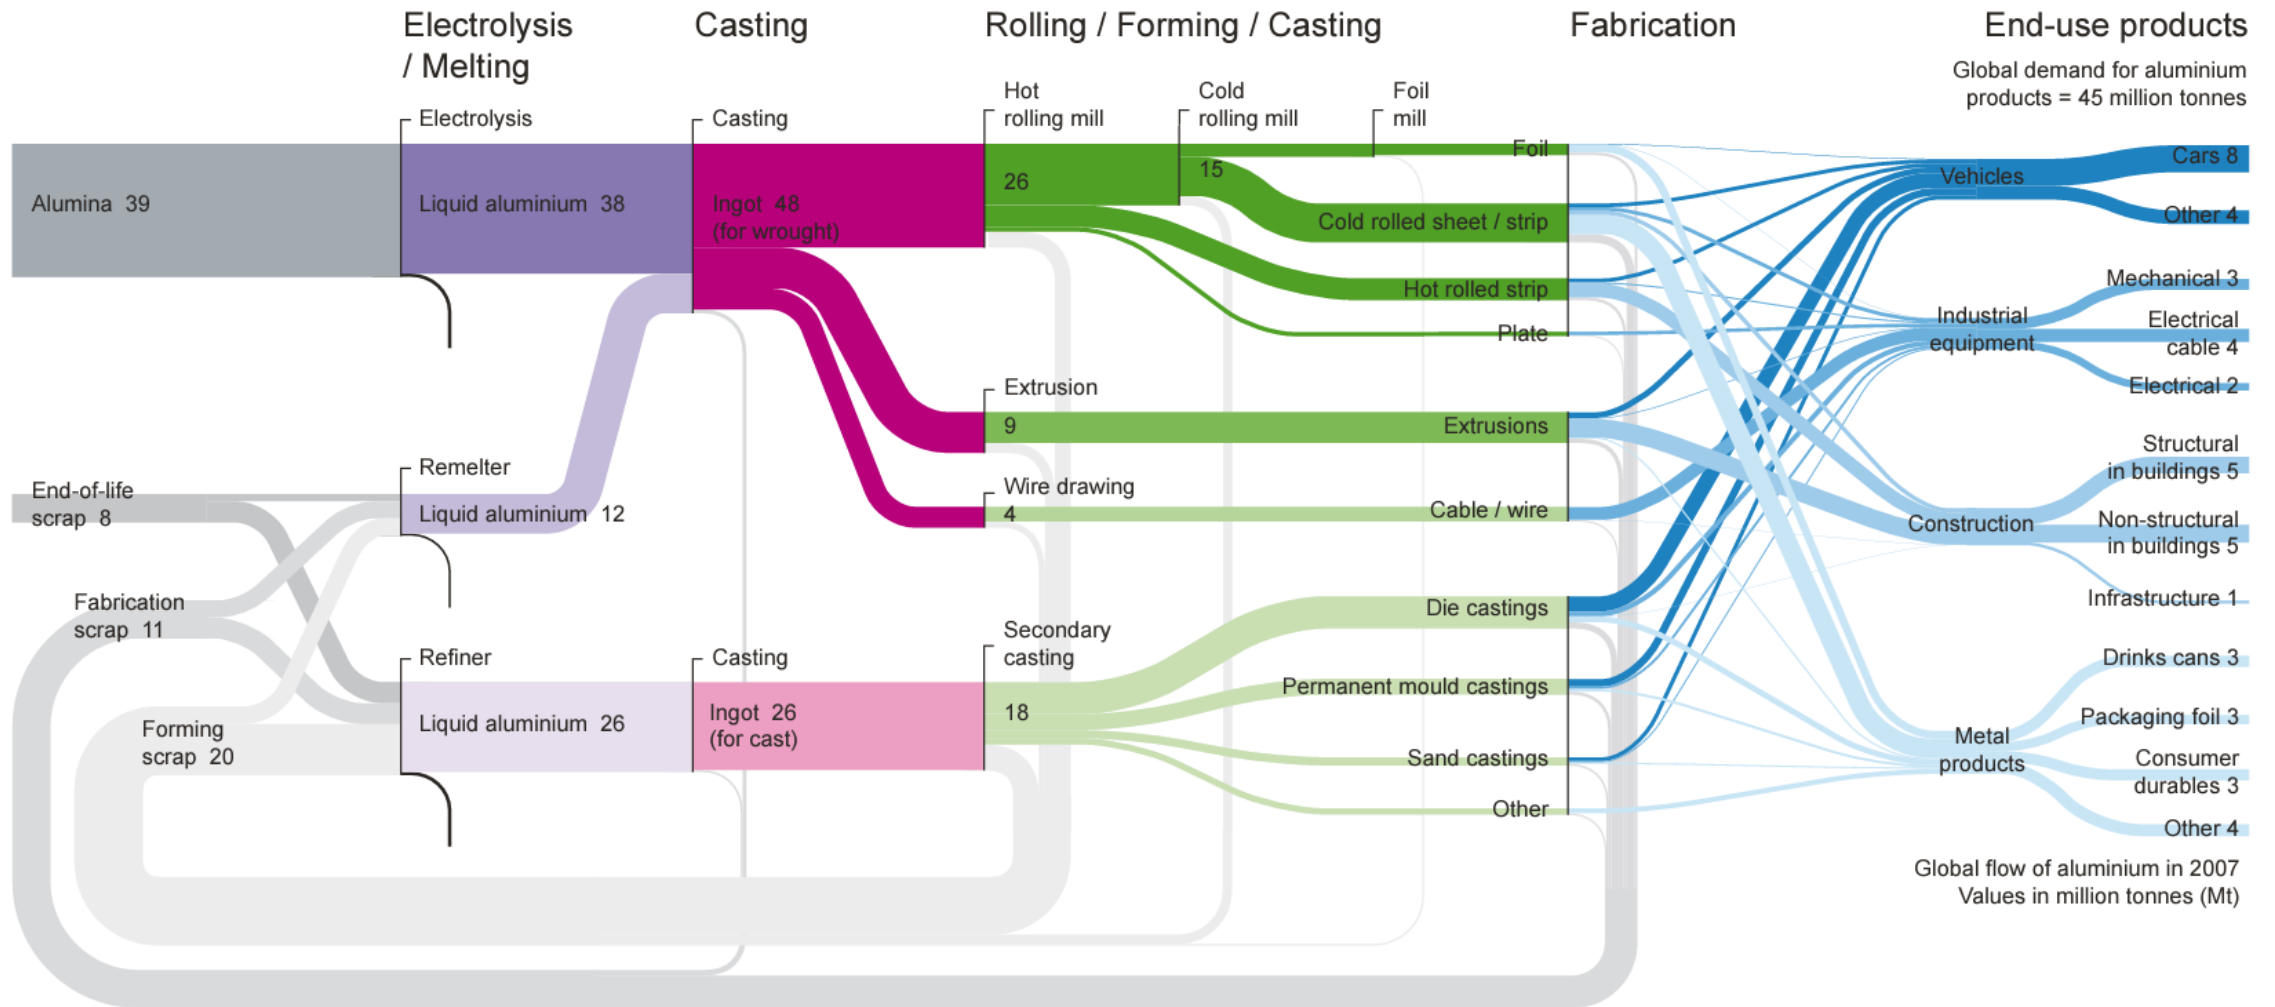 Electrolysis
/ Melting
Casting
Rolling / Forming / Casting
Fabrication
End-use products
Global demand for aluminium
products = 45 million tonnes
Electrolysis
Casting
Hot
rolling mill
Cold
rolling mill
Foil
mill
Alumina 39
Liquid aluminium 38
Ingot 48
(for wrought)
26
15
Foil
Cold rolled sheet / strip
Hot rolled strip
Plate
Extrusion
9
Extrusions
Wire drawing
4
Cable / wire
Remelter
Liquid aluminium 12
End-of-life
scrap 8
Fabrication
scrap 11
Forming
scrap 20
Refiner
Liquid aluminium 26
Casting
Ingot 26
(for cast)
Secondary
casting
18
Die castings
Permanent mould castings
Sand castings
Other
Vehicles
Industrial
equipment
Construction
Metal
products
Cars 8
Other 4
Mechanical 3
Electrical
cable 4
Electrical 2
Structural
in buildings 5
Non-structural
in buildings 5
Infrastructure 1
Drinks cans 3
Packaging foil 3
Consumer
durables 3
Other 4
Global flow of aluminium in 2007
Values in million tonnes (Mt)